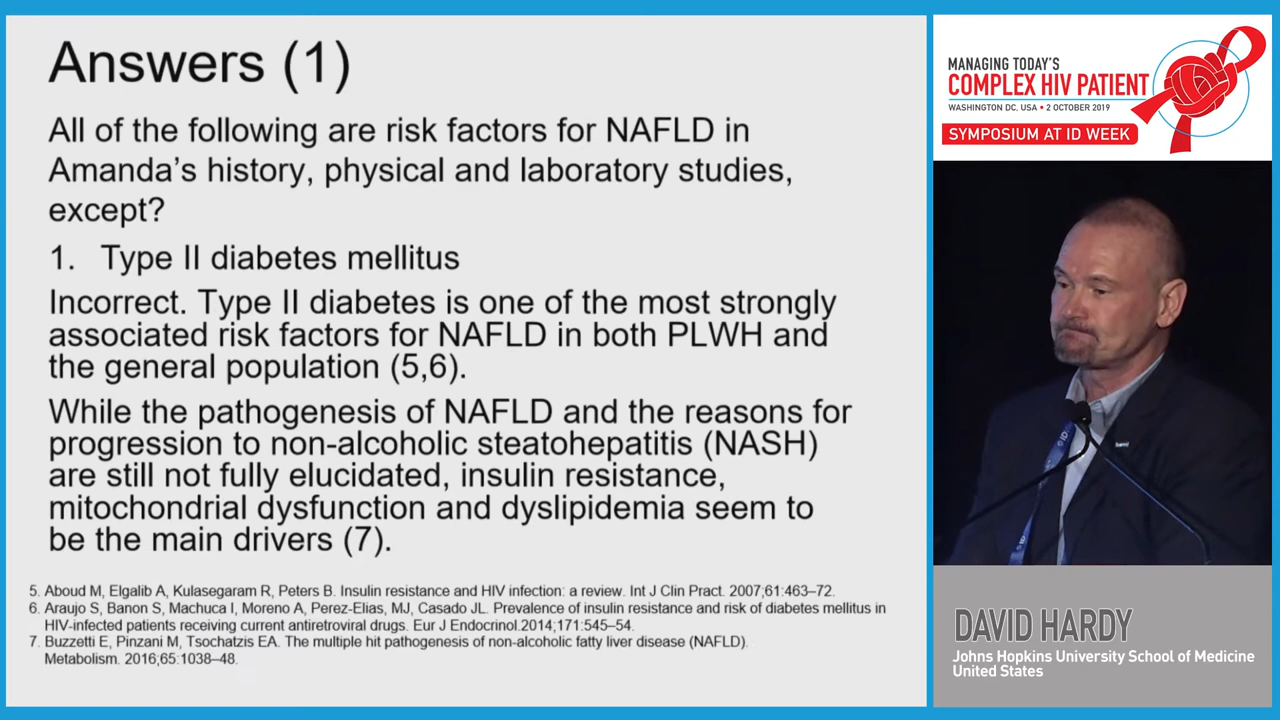 Answers (1)
All of the following are risk factors for NAFLD in
Amanda's history, physical and laboratory studies,
except?
1. Type II diabetes mellitus
Incorrect. Type II diabetes is one of the most strongly
associated risk factors for NAFLD in both PLWH and
the general population (5,6).
While the pathogenesis of NAFLD and the reasons for
progression to non-alcoholic steatohepatitis (NASH)
are still not fully elucidated, insulin resistance,
mitochondrial dysfunction and dyslipidemia seem to
be the main drivers (7).
5. Aboud M, Elgalib A, Kulasegaram R, Peters B. Insulin resistance and HIV infection: a review. Int J Clin Pract. 2007;61:463–72.
6. Araujo S, Banon S, Machuca I, Moreno A, Perez-Elias, MJ, Casado JL. Prevalence of insulin resistance and risk of diabetes mellitus in
HIV-infected patients receiving current antiretroviral drugs. Eur J Endocrinol.2014;171:545–54.
7. Buzzetti E, Pinzani M, Tsochatzis EA. The multiple hit pathogenesis of non-alcoholic fatty liver disease (NAFLD).
Metabolism. 2016;65:1038–48.
MANAGING TODAY'S
COMPLEX HIV PATIENT
WASHINGTON DC, USA • 2 OCTOBER 2019
SYMPOSIUM AT ID WEEK
DAVID HARDY
Johns Hopkins University School of Medicine
United States